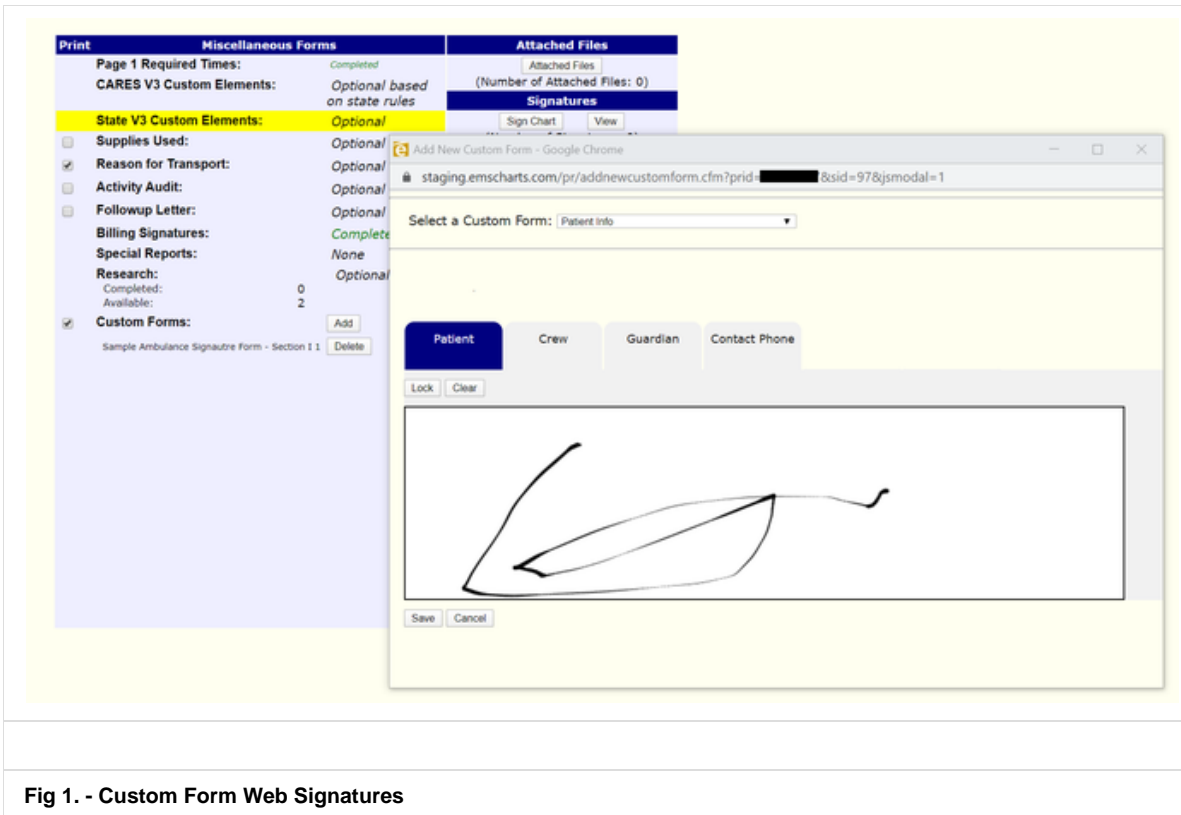 Print Miscellaneous Forms Attached Files
Page 1 Required Times: Completed Attached Files
CARES V3 Custom Elements: Optional based (Number of Attached Files: 0)
on state rules Signatures
State V3 Custom Elements: Optional Sign Chart View
Supplies Used: Optional
Reason for Transport: Optional
Activity Audit: Optional
Followup Letter: Optional
Billing Signatures: Complete
Special Reports: None
Research: Optional
Completed: 0
Available: 2
Custom Forms: Add
Sample Ambulance Signautre Form - Section I 1 Delete
Add New Custom Form - Google Chrome
staging.emscharts.com/pr/addnewcustomform.cfm?prid= &sid=97&jsmodal=1
Select a Custom Form: Patient Info
Patient Crew Guardian Contact Phone
Lock Clear
Save Cancel
Fig 1. - Custom Form Web Signatures